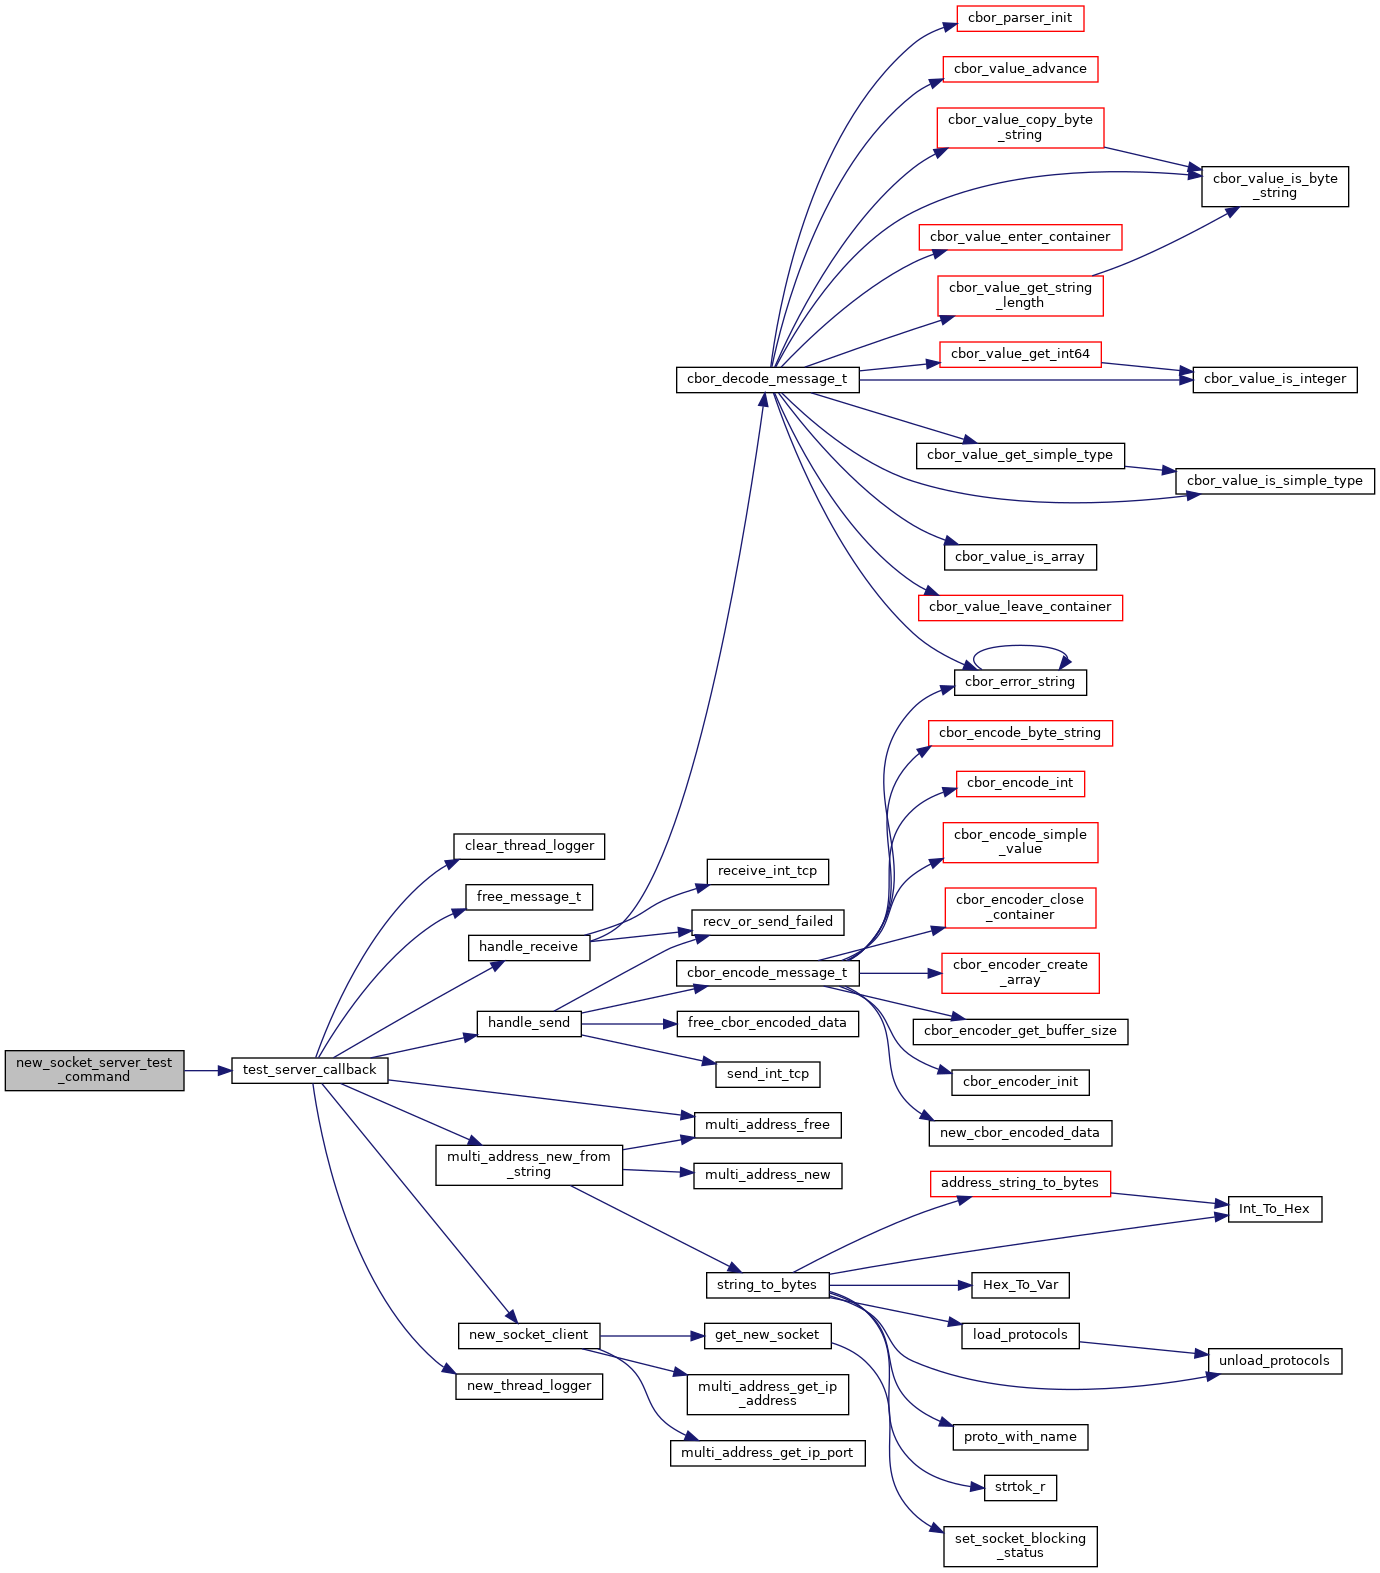 cbor_parser_init
cbor_value_advance
cbor_value_copy_byte
_string
cbor_value_is_byte
_string
cbor_value_enter_container
cbor_value_get_string
_length
cbor_value_get_int64
cbor_decode_message_t
cbor_value_is_integer
cbor_value_get_simple_type
cbor_value_is_simple_type
cbor_value_is_array
cbor_value_leave_container
cbor_error_string
cbor_encode_byte_string
cbor_encode_int
cbor_encode_simple
_value
clear_thread_logger
receive_int_tcp
free_message_t
cbor_encoder_close
_container
recv_or_send_failed
handle_receive
cbor_encode_message_t
cbor_encoder_create
_array
handle_send
free_cbor_encoded_data
cbor_encoder_get_buffer_size
new_socket_server_test
_command
test_server_callback
send_int_tcp
cbor_encoder_init
multi_address_free
new_cbor_encoded_data
multi_address_new_from
_string
multi_address_new
address_string_to_bytes
Int_To_Hex
string_to_bytes
Hex_To_Var
new_socket_client
get_new_socket
load_protocols
unload_protocols
new_thread_logger
multi_address_get_ip
_address
proto_with_name
multi_address_get_ip_port
strtok_r
set_socket_blocking
_status